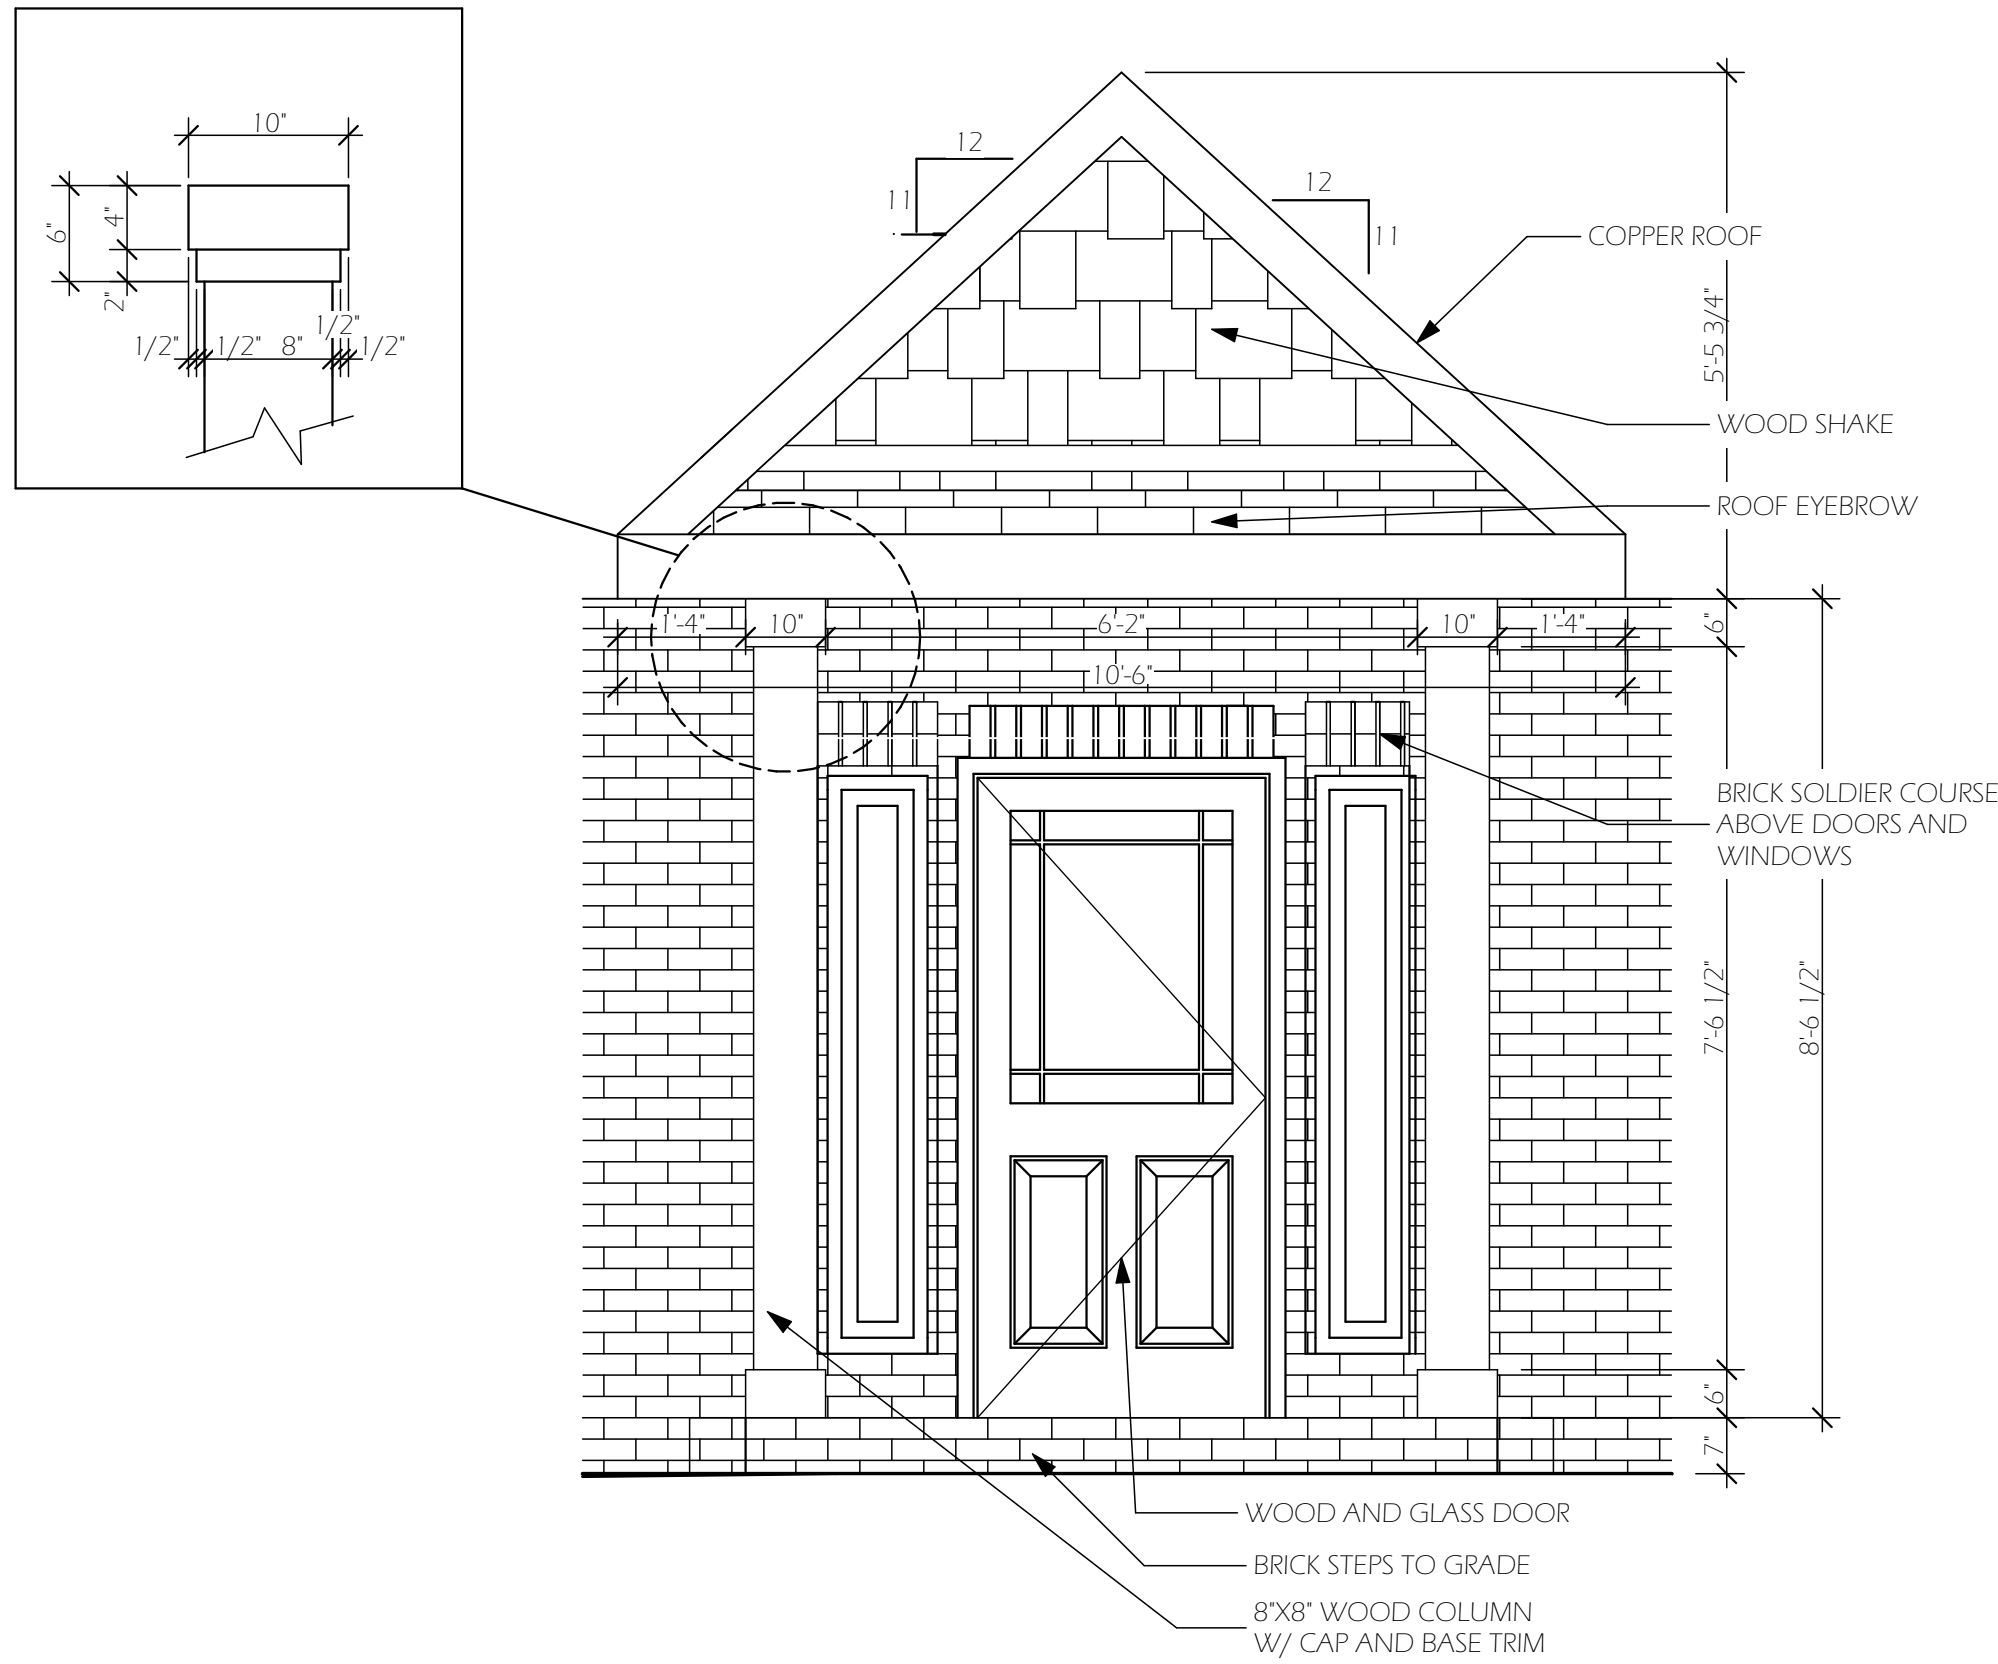 10"
6"
4"
2"
1/2"
1/2"
8"
1/2"
1/2"
12
11
12
11
COPPER ROOF
5'-5 3/4"
WOOD SHAKE
ROOF EYEBROW
1'-4"
10"
6'-2"
10"
1'-4"
6"
10'-6"
BRICK SOLDIER COURSE
ABOVE DOORS AND
WINDOWS
7'-6 1/2"
8'-6 1/2"
6"
7"
WOOD AND GLASS DOOR
BRICK STEPS TO GRADE
8"X8" WOOD COLUMN
W/ CAP AND BASE TRIM